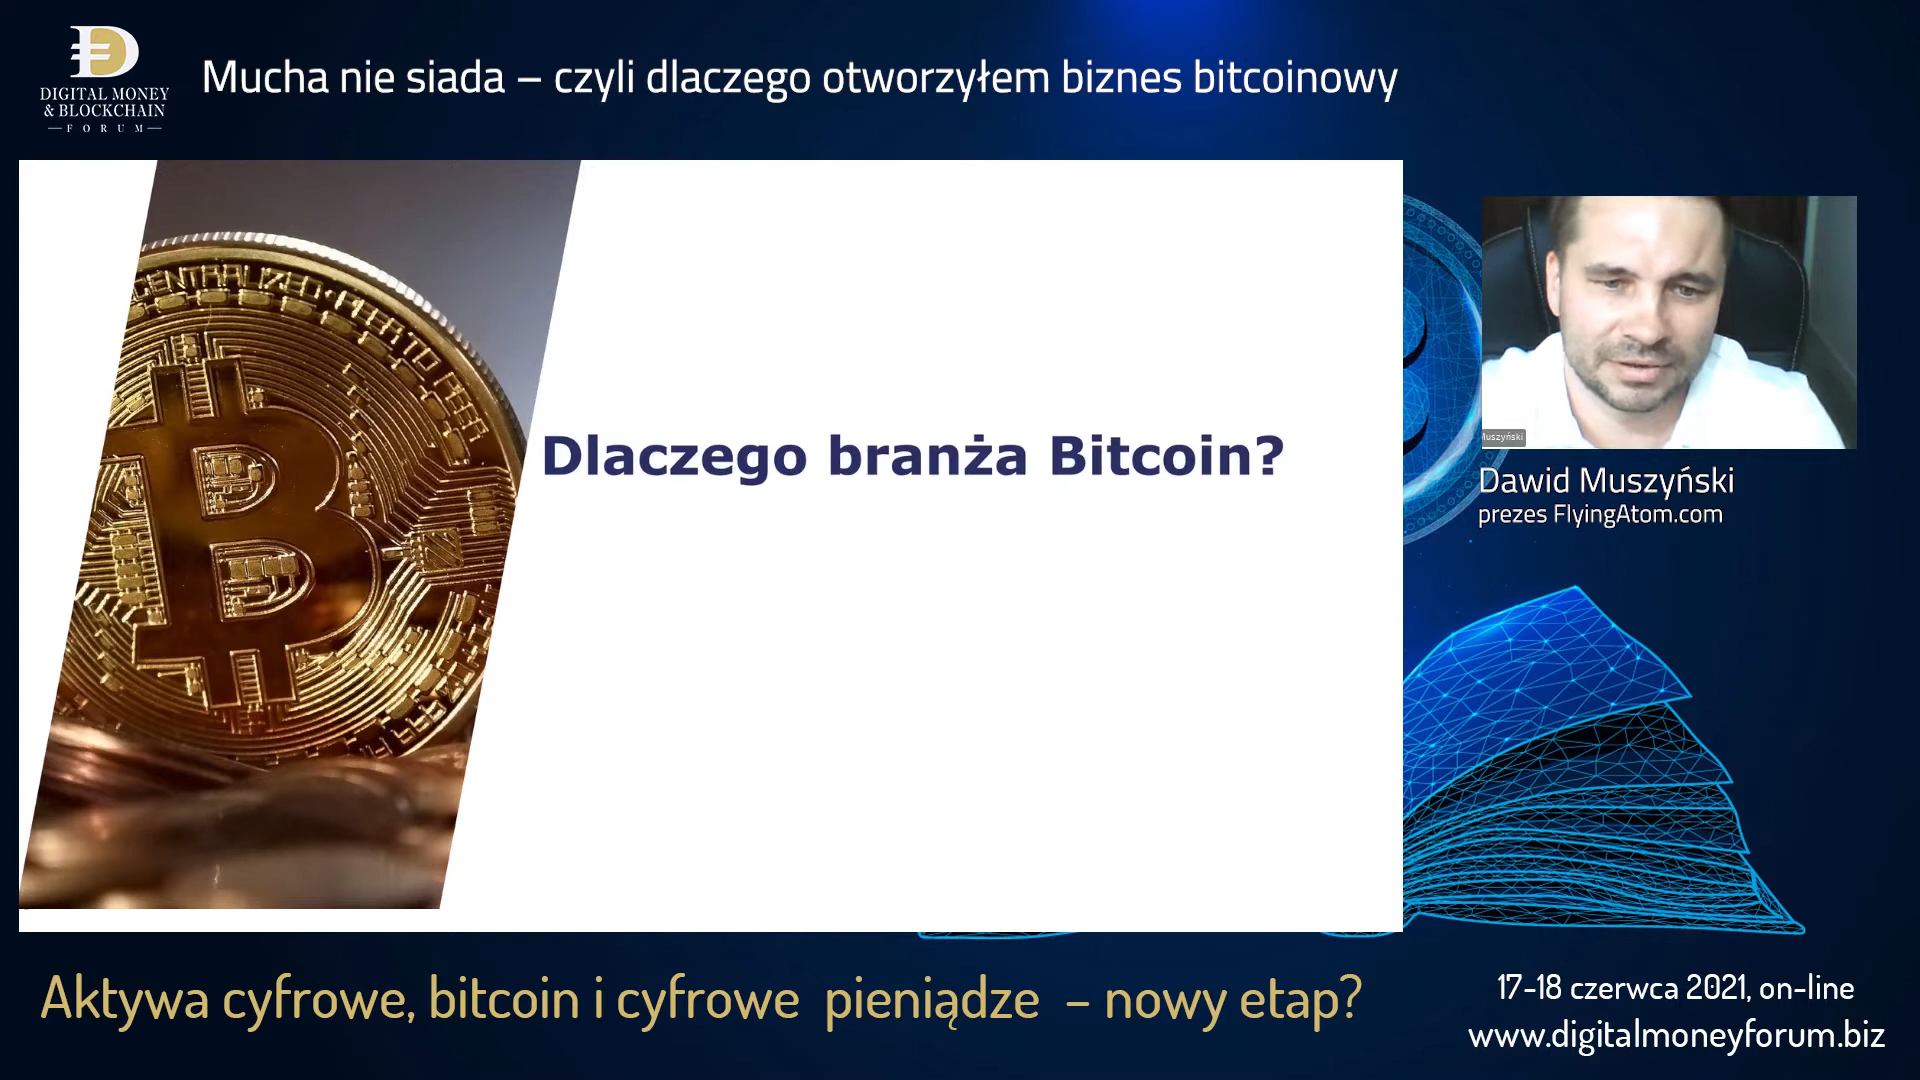 DIGITAL MONEY
& BLOCKCHAIN
FORUM
Mucha nie siada – czyli dlaczego otworzyłem biznes bitcoinowy
Dlaczego branża Bitcoin?
Muszyński
Dawid Muszyński
prezes FlyingAtom.com
Aktywa cyfrowe, bitcoin i cyfrowe pieniądze – nowy etap?
17-18 czerwca 2021, on-line
www.digitalmoneyforum.biz